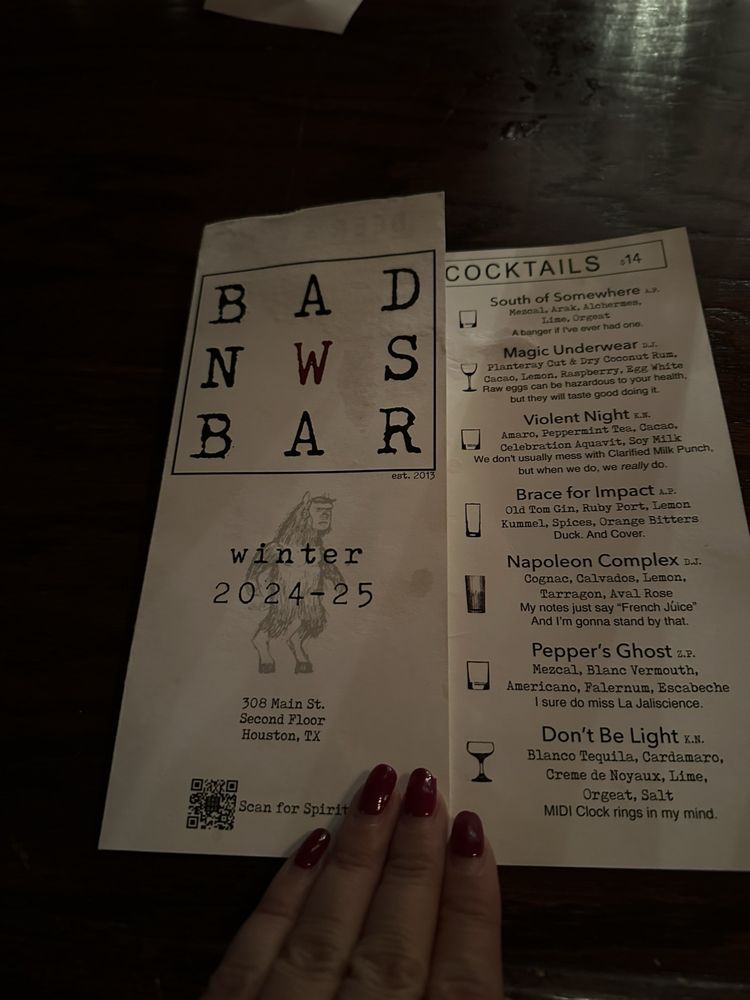 BAD
NWS
BAR
est. 2013
winter
2024-25
308 Main St.
Second Floor
Houston, TX
Scan for Spirit
COCKTAILS $14
South of Somewhere A.P.
Mezcal, Arak, Alchermes,
Lime, Orgeat
A banger if I've ever had one.
Magic Underwear D.J.
Planteray Cut & Dry Coconut Rum,
Cacao, Lemon, Raspberry, Egg White
Raw eggs can be hazardous to your health,
but they will taste good doing it.
Violent Night K.N.
Amaro, Peppermint Tea, Cacao,
Celebration Aquavit, Soy Milk
We don't usually mess with Clarified Milk Punch,
but when we do, we really do.
Brace for Impact A.P.
Old Tom Gin, Ruby Port, Lemon
Kummel, Spices, Orange Bitters
Duck. And Cover.
Napoleon Complex D.J.
Cognac, Calvados, Lemon,
Tarragon, Aval Rose
My notes just say "French Juice"
And I'm gonna stand by that.
Pepper's Ghost Z.P.
Mezcal, Blanc Vermouth,
Americano, Falernum, Escabeche
I sure do miss La Jaliscience.
Don't Be Light K.N.
Blanco Tequila, Cardamaro,
Creme de Noyaux, Lime,
Orgeat, Salt
MIDI Clock rings in my mind.